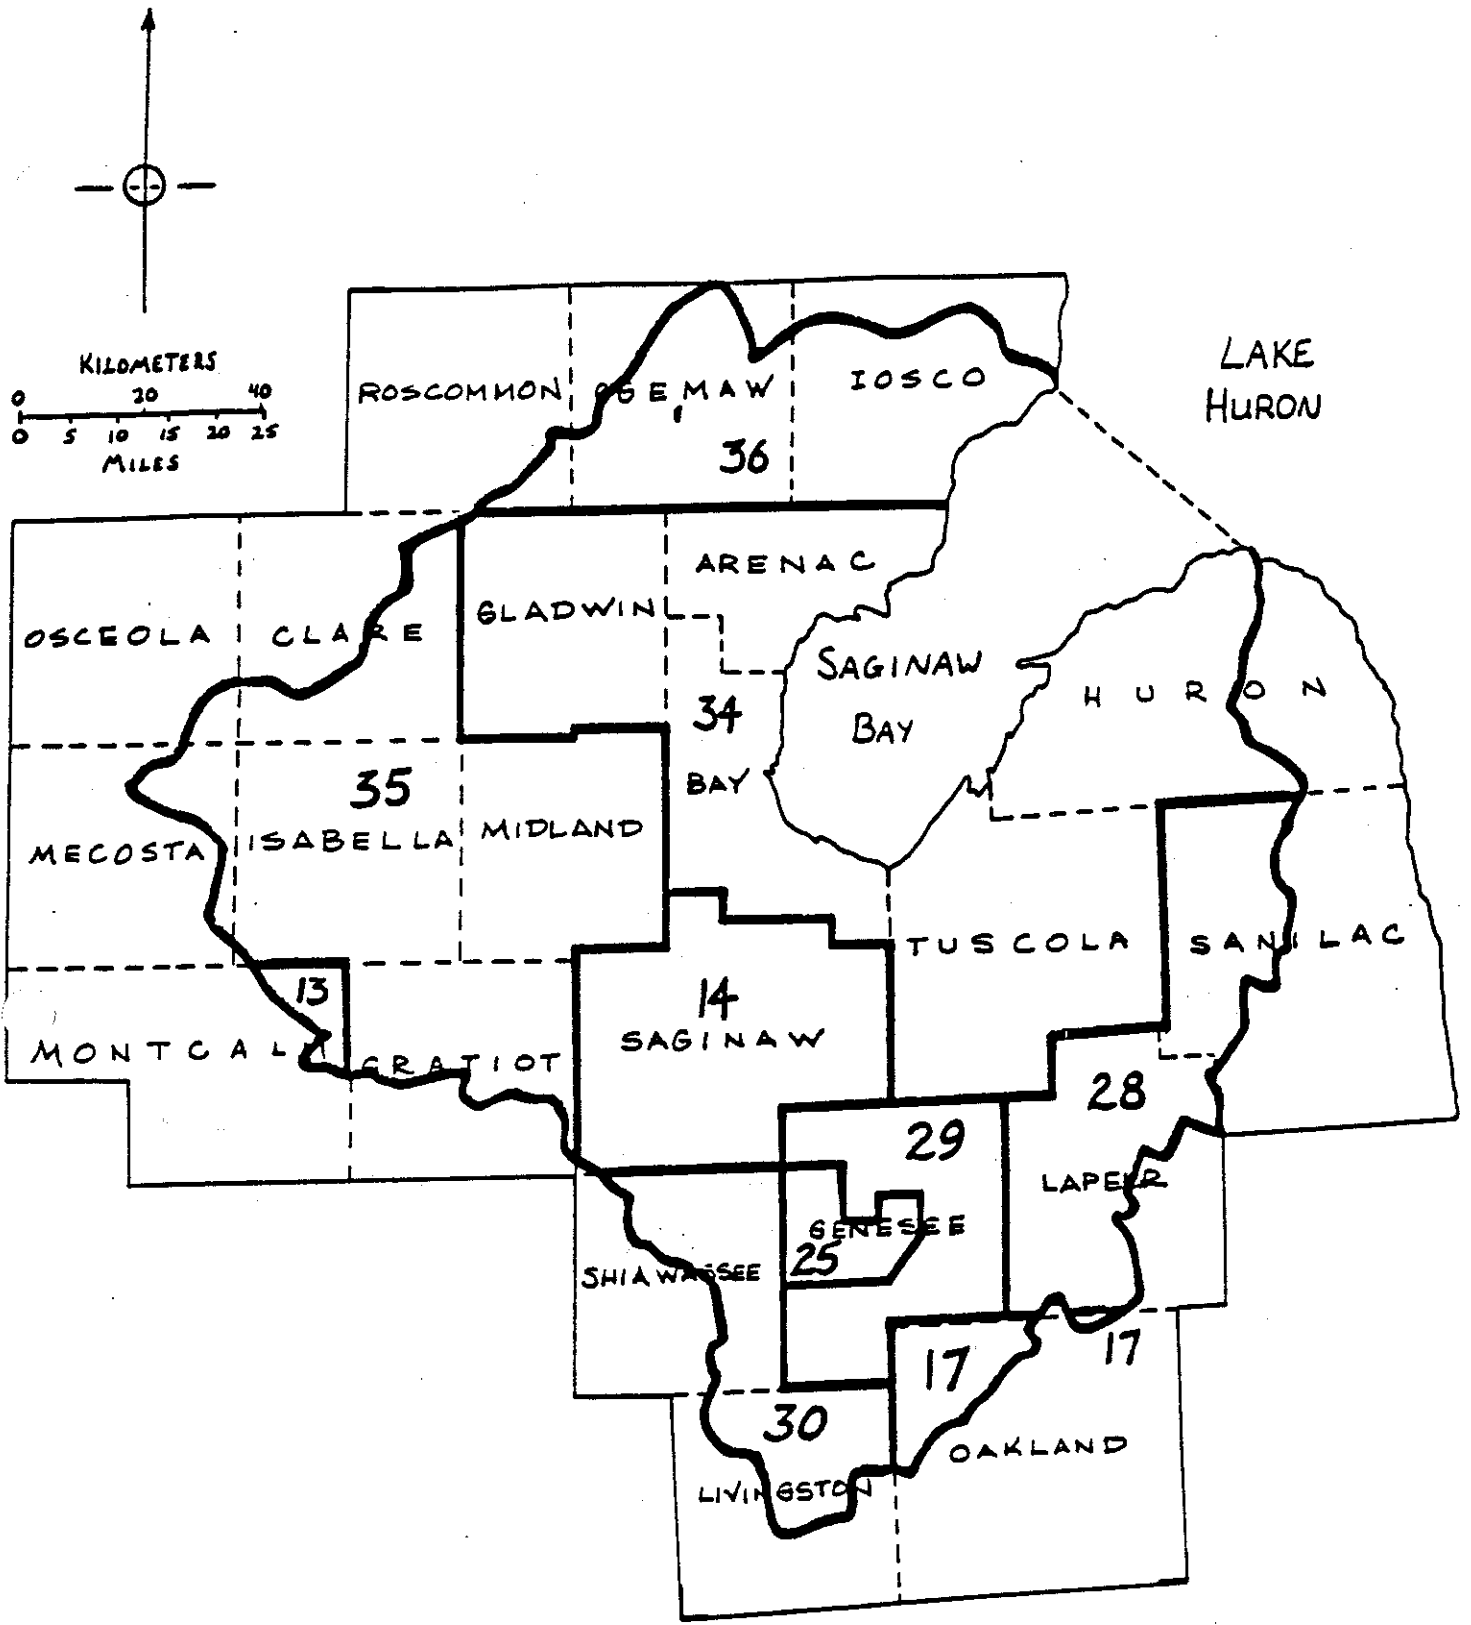 KILOMETERS
0 20 40
0 5 10 15 20 25
MILES
LAKE
HURON
ROSCOMMON
OGEMAW
IOSCO
36
ARENAC
GLADWIN
OSCEOLA
CLARE
SAGINAW
BAY
HURON
34
BAY
35
MECOSTA
ISABELLA
MIDLAND
TUSCOLA
SANILAC
13
14
MONTCALM
GRATIOT
SAGINAW
28
29
LAPEER
GENESEE
25
SHIAWASSEE
17
17
30
OAKLAND
LIVINGSTON